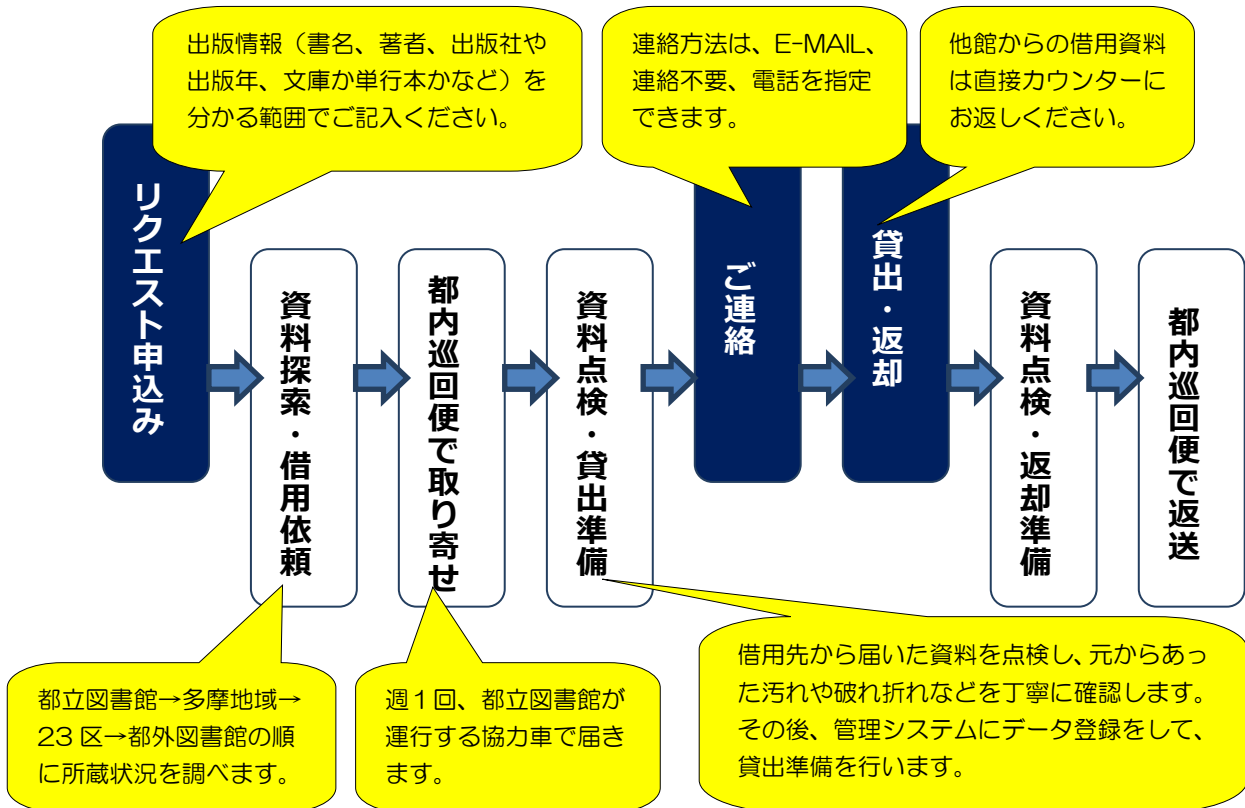 出版情報（書名、著者、出版社や
出版年、文庫か単行本かなど）を
分かる範囲でご記入ください。
連絡方法は、E-MAIL、
連絡不要、電話を指定
できます。
他館からの借用資料
は直接カウンターに
お返しください。
リクエスト申込み
資料探索・借用依頼
都内巡回便で取り寄せ
資料点検・貸出準備
ご連絡
貸出・返却
資料点検・返却準備
都内巡回便で返送
都立図書館→多摩地域→
23 区→都外図書館の順
に所蔵状況を調べます。
週１回、都立図書館が
運行する協力車で届き
ます。
借用先から届いた資料を点検し、元からあっ
た汚れや破れ折れなどを丁寧に確認します。
その後、管理システムにデータ登録をして、
貸出準備を行います。